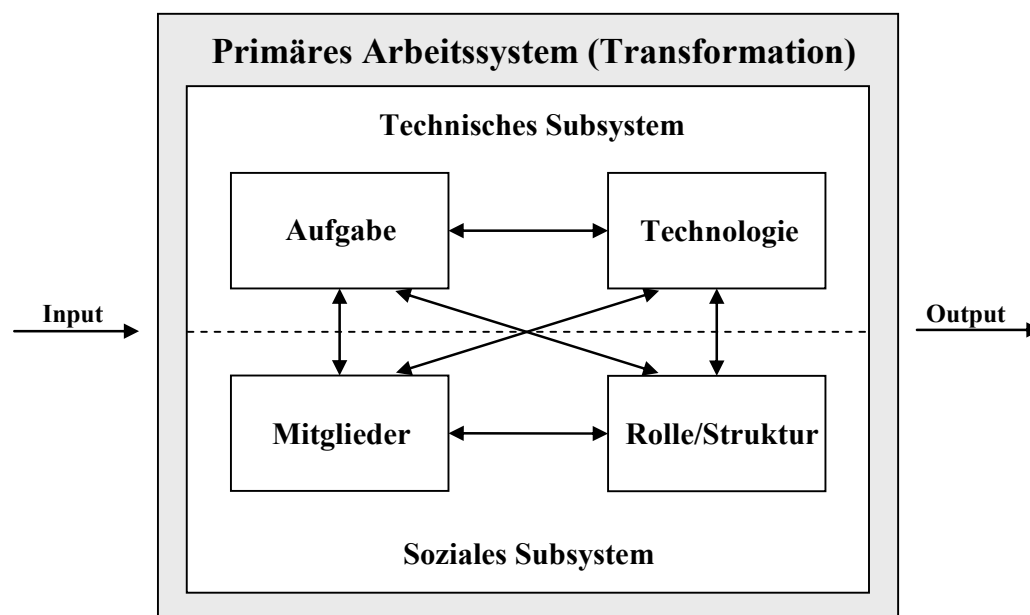 Primäres Arbeitssystem (Transformation)
Technisches Subsystem
Aufgabe
Technologie
Input
Output
Mitglieder
Rolle/Struktur
Soziales Subsystem